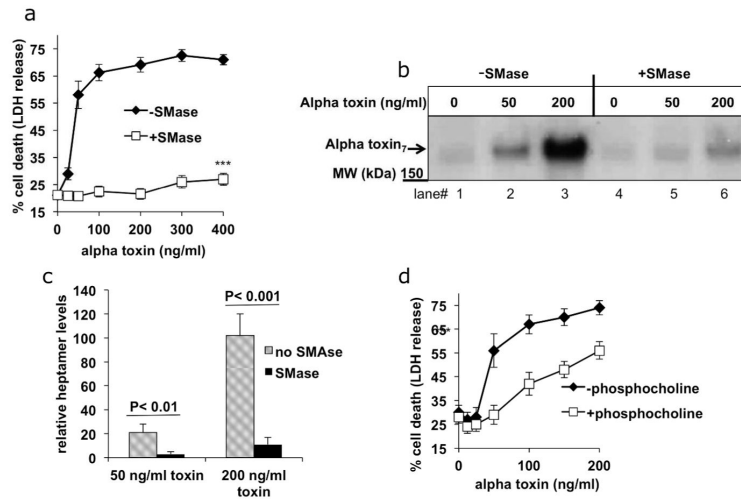 a
% cell death (LDH release)
75
65
55
45
35
25
15
-SMase
+SMase
***
0 100 200 300 400
alpha toxin (ng/ml)
b
-SMase +SMase
Alpha toxin (ng/ml) 0 50 200 0 50 200
Alpha toxin₇
MW (kDa) 150
lane# 1 2 3 4 5 6
c
relative heptamer levels
140
120
100
80
60
40
20
0
P< 0.001
P< 0.01
no SMAse
SMase
50 ng/ml toxin 200 ng/ml
toxin
d
% cell death (LDH release)
85
75
65
55
45
35
25
15
-phosphocholine
+phosphocholine
0 100 200
alpha toxin (ng/ml)